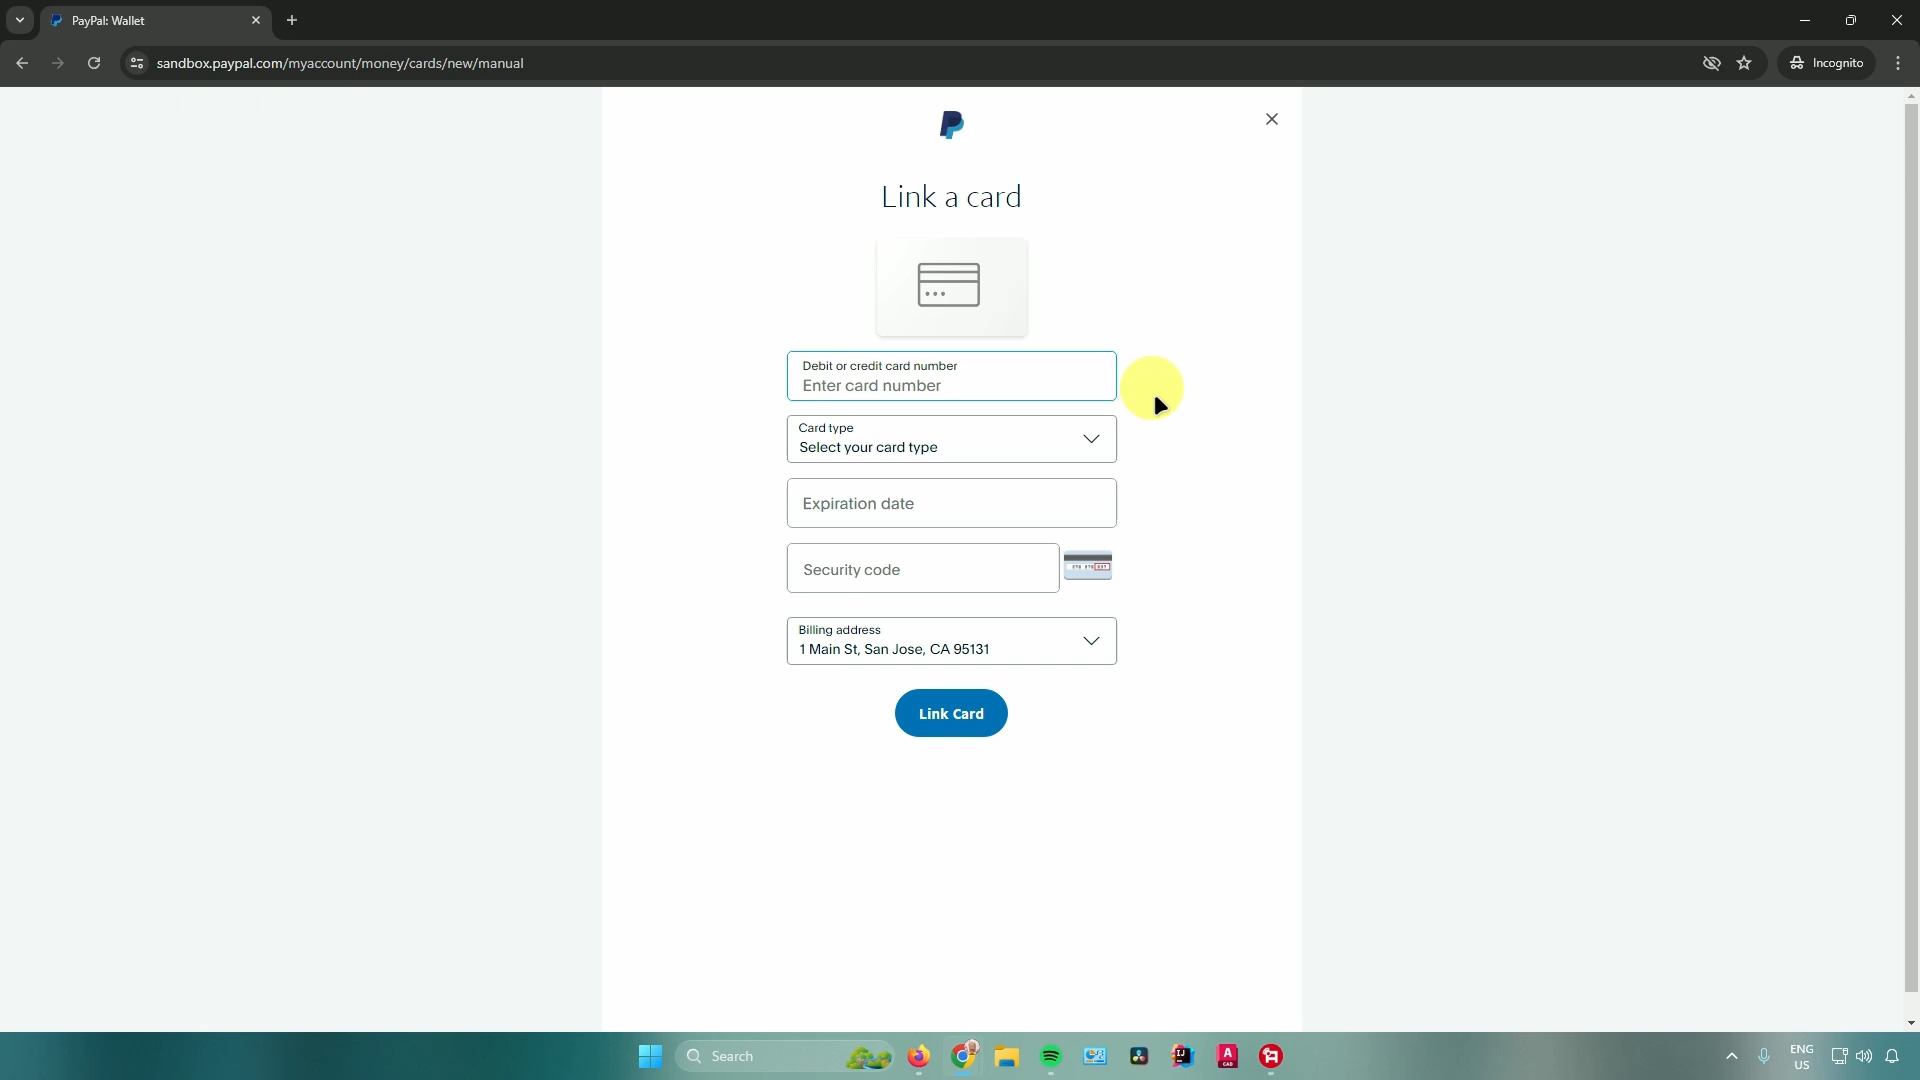 PayPal: Wallet
sandbox.paypal.com/myaccount/money/cards/new/manual
Incognito
Link a card
Debit or credit card number
Enter card number
Card type
Select your card type
Expiration date
Security code
Billing address
1 Main St, San Jose, CA 95131
Link Card
Search
ENG
US